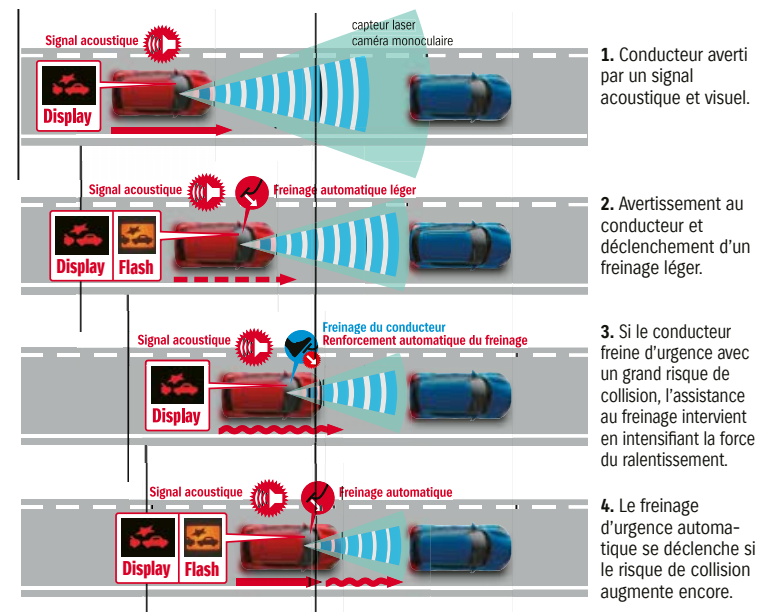 capteur laser
caméra monoculaire
Signal acoustique
Display
1. Conducteur averti
par un signal
acoustique et visuel.
Signal acoustique
Freinage automatique léger
Display
Flash
2. Avertissement au
conducteur et
déclenchement d'un
freinage léger.
Freinage du conducteur
Signal acoustique
Renforcement automatique du freinage
Display
3. Si le conducteur
freine d'urgence avec
un grand risque de
collision, l'assistance
au freinage intervient
en intensifiant la force
du ralentissement.
Signal acoustique
Freinage automatique
Display
Flash
4. Le freinage
d'urgence automa-
tique se déclenche si
le risque de collision
augmente encore.